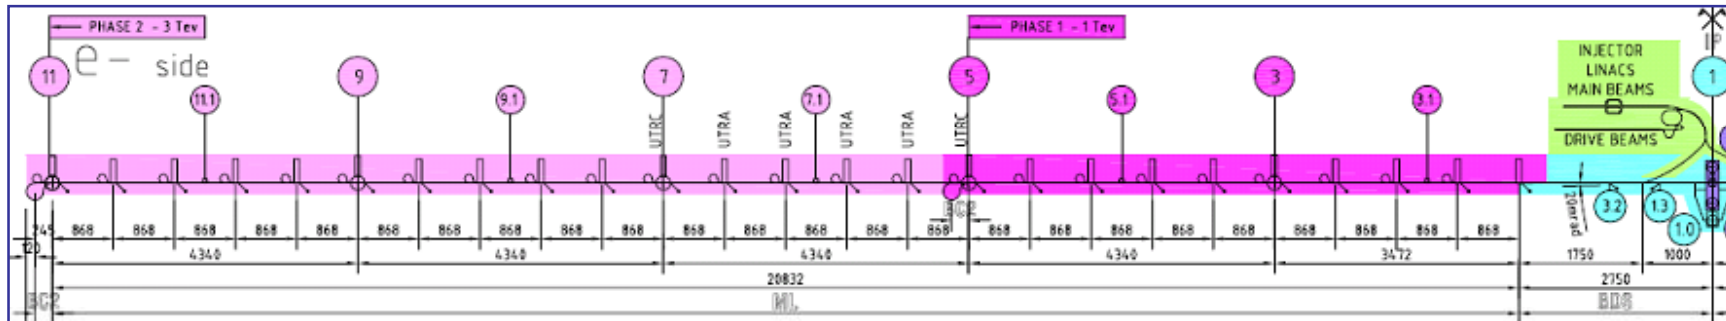 PHASE 2 - 3 Tev
PHASE 1 - 1 Tev
e- side
11
9
7
5
3
1
IP
INJECTOR
LINACS
MAIN BEAMS
DRIVE BEAMS
11.1
9.1
7.1
5.1
3.1
UTRC
UTRA
UTRA
UTRA
UTRA
UTRC
20mrad
3.2
1.3
1.0
245 868 868 868 868 868 868 868 868 868 868 868 868 868 868 868 868 868 868 868 868 868 868 868 868
120 4340 4340 4340 4340 3472 1750 1000
20832 2750
BC2 ML BDS